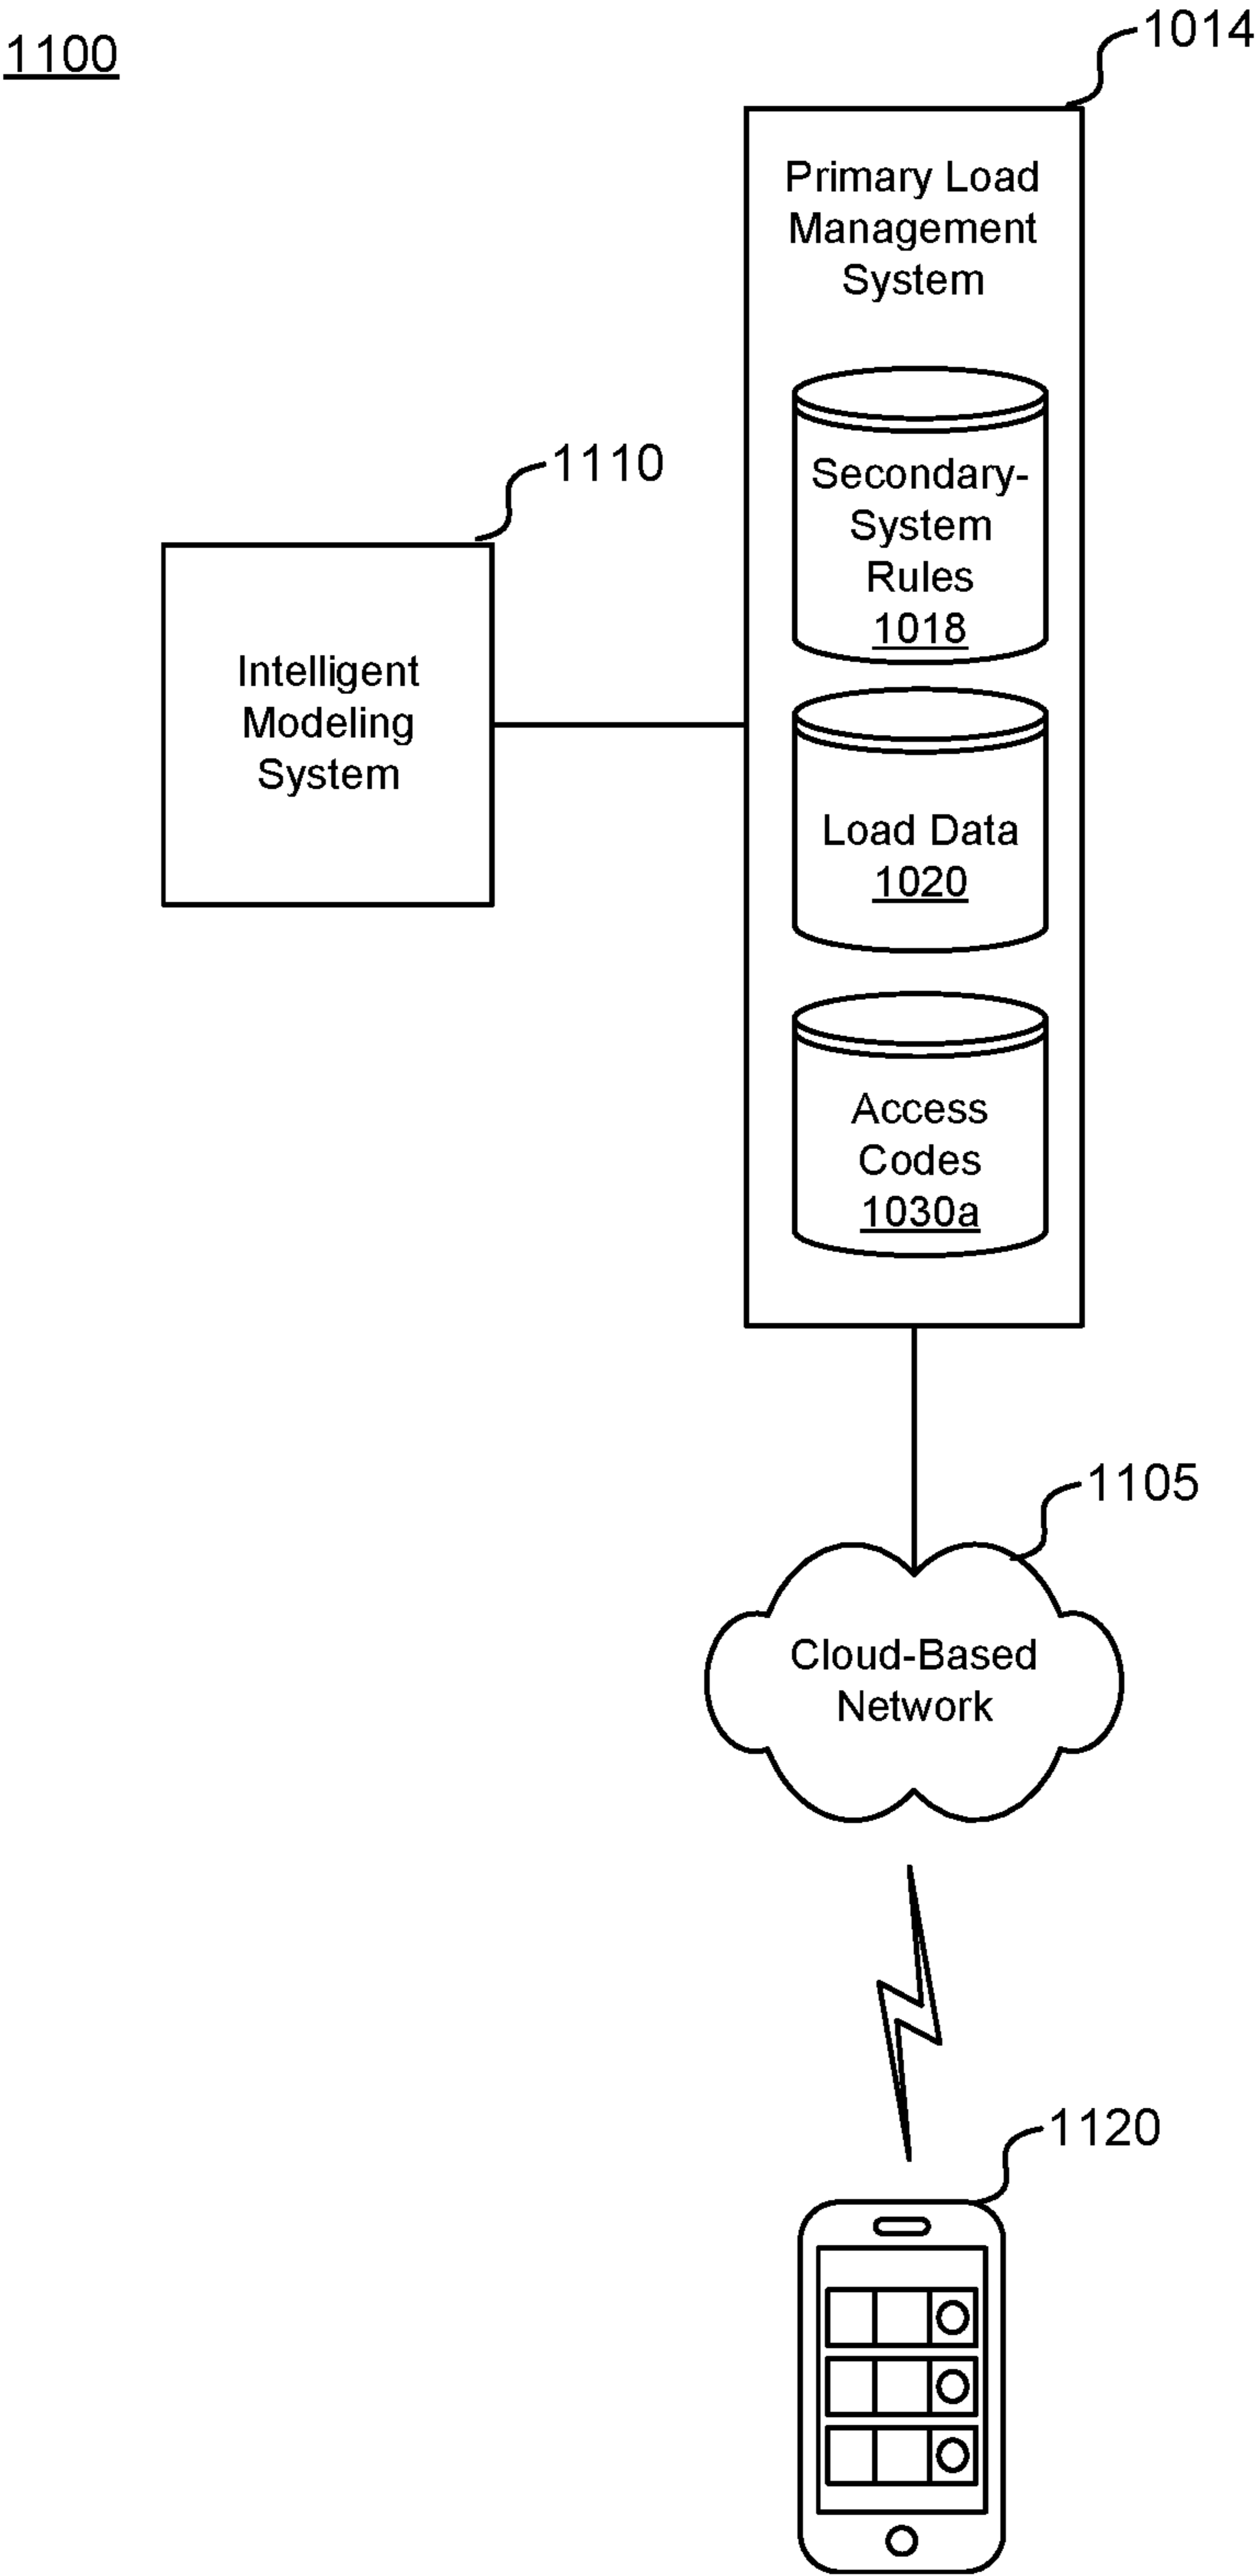 1100
1014
Primary Load
Management
System
Secondary-
System
Rules
1018
1110
Intelligent
Modeling
System
Load Data
1020
Access
Codes
1030a
1105
Cloud-Based
Network
1120